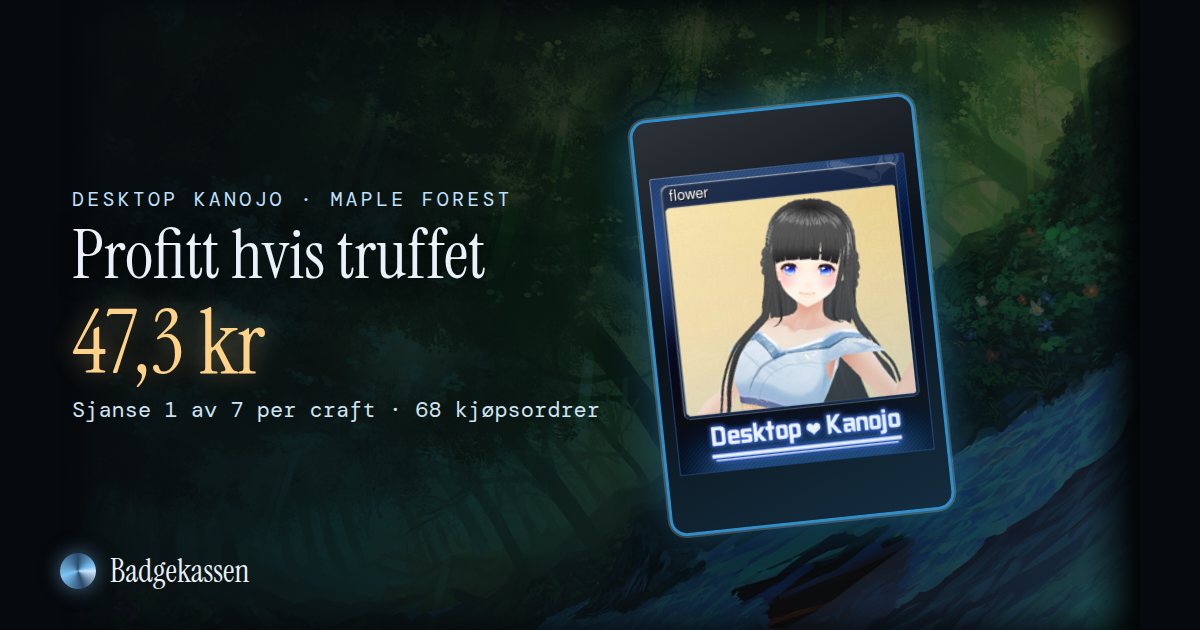 DESKTOP KANOJO · MAPLE FOREST
Profitt hvis truffet
47,3 kr
Sjanse 1 av 7 per craft · 68 kjøpsordrer
flower
Desktop ❤ Kanojo
Badgekassen